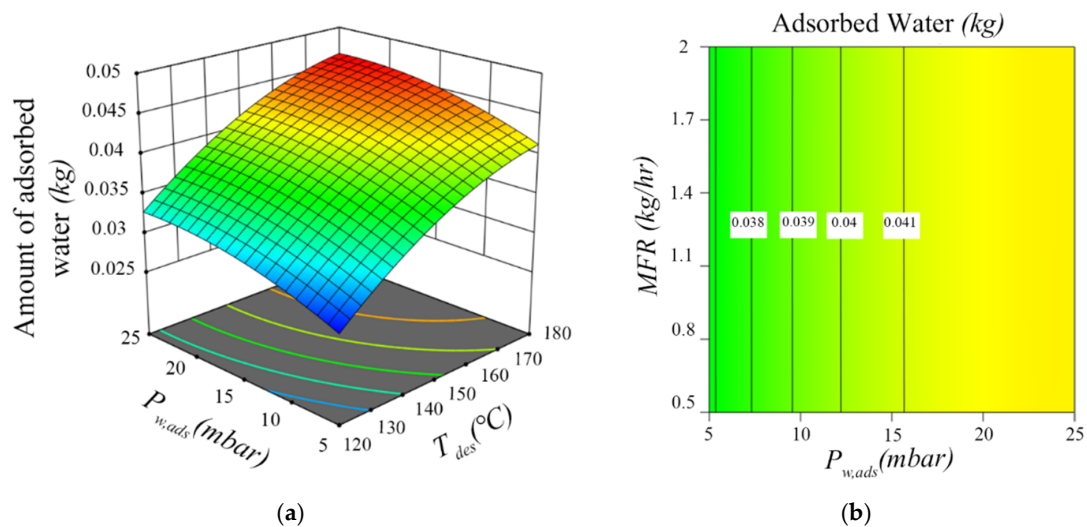 Amount of adsorbed
water (kg)
0.05
0.045
0.04
0.035
0.03
0.025
25
20
15
10
5
P w,ads (mbar)
120
130
140
150
160
170
180
T des (°C)
(a)
Adsorbed Water (kg)
MFR (kg/hr)
2
1.7
1.4
1.1
0.8
0.5
0.038 0.039 0.04 0.041
5 10 15 20 25
P w,ads (mbar)
(b)